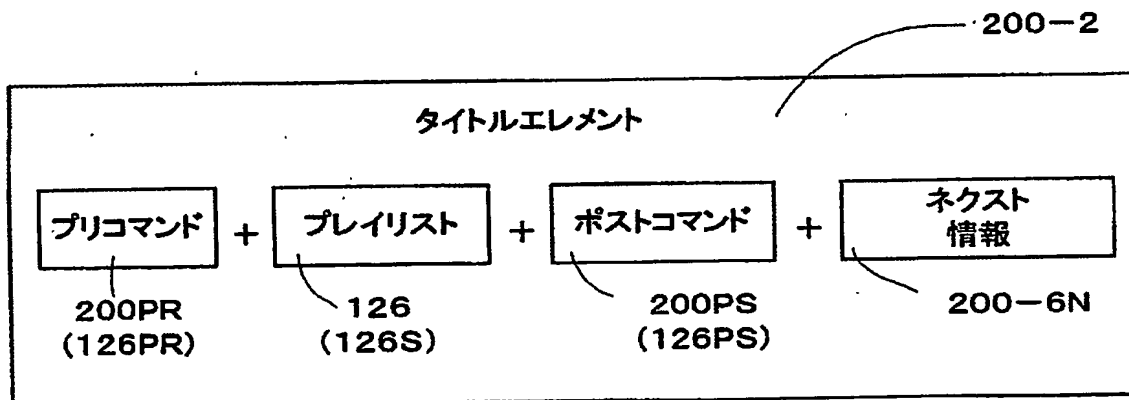 200-2
タイトルエレメント
プリコマンド + プレイリスト + ポストコマンド + ネクスト
情報
200PR 126 200PS 200-6N
(126PR) (126S) (126PS)